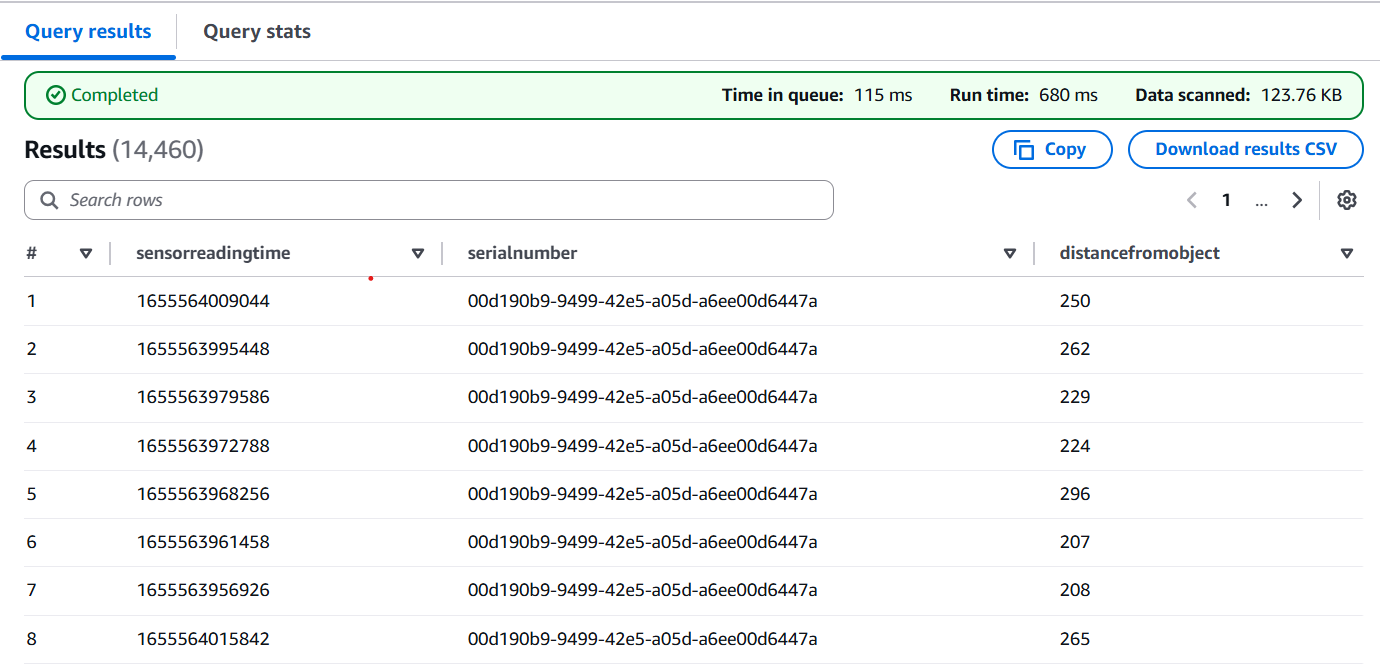 Query results Query stats
Completed Time in queue: 115 ms Run time: 680 ms Data scanned: 123.76 KB
Results (14,460) Copy Download results CSV
Search rows 1 ...
# sensorreadingtime serialnumber distancefromobject
1 1655564009044 00d190b9-9499-42e5-a05d-a6ee00d6447a 250
2 1655563995448 00d190b9-9499-42e5-a05d-a6ee00d6447a 262
3 1655563979586 00d190b9-9499-42e5-a05d-a6ee00d6447a 229
4 1655563972788 00d190b9-9499-42e5-a05d-a6ee00d6447a 224
5 1655563968256 00d190b9-9499-42e5-a05d-a6ee00d6447a 296
6 1655563961458 00d190b9-9499-42e5-a05d-a6ee00d6447a 207
7 1655563956926 00d190b9-9499-42e5-a05d-a6ee00d6447a 208
8 1655564015842 00d190b9-9499-42e5-a05d-a6ee00d6447a 265